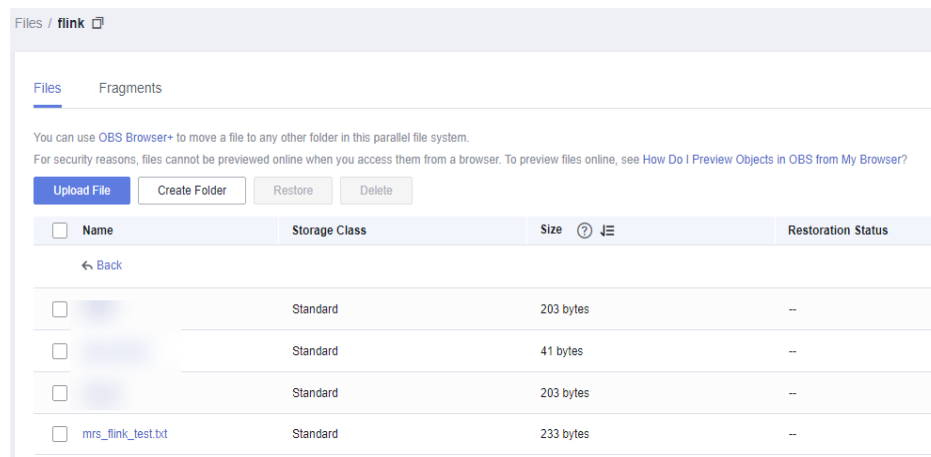 Files / flink
Files Fragments
You can use OBS Browser+ to move a file to any other folder in this parallel file system.
For security reasons, files cannot be previewed online when you access them from a browser. To preview files online, see How Do I Preview Objects in OBS from My Browser?
Upload File Create Folder Restore Delete
Name Storage Class Size ? Restoration Status
Back
Standard 203 bytes --
Standard 41 bytes --
Standard 203 bytes --
mrs_flink_test.txt Standard 233 bytes --